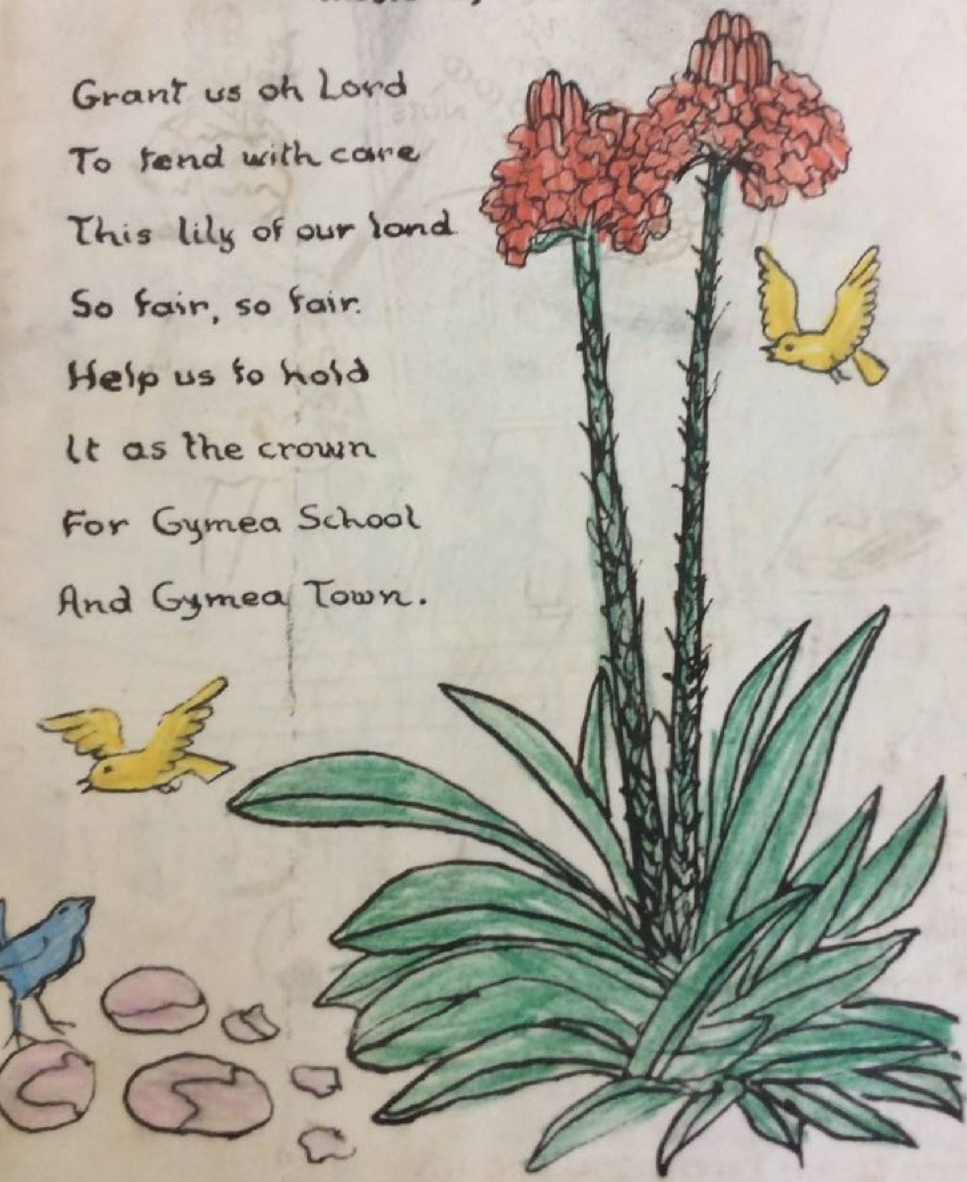 Grant us oh Lord
To tend with care
This lily of our land
So fair, so fair.
Help us to hold
It as the crown
For Gymea School
And Gymea Town.